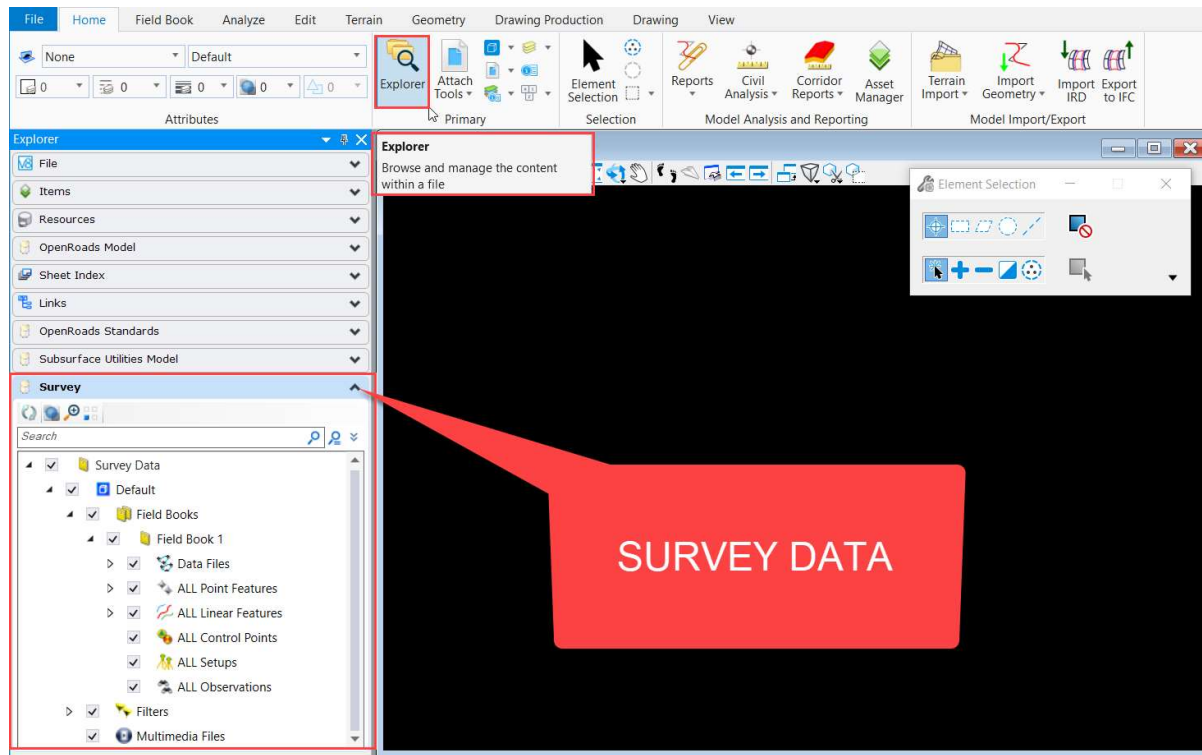 File Home Field Book Analyze Edit Terrain Geometry Drawing Production Drawing View
None Default
0 0 0 0 0
Attributes
Explorer
Attach Tools
Primary
Element Selection
Selection
Reports
Civil Analysis
Corridor Reports
Asset Manager
Model Analysis and Reporting
Terrain Import
Import Geometry
Import IRD
Export to IFC
Model Import/Export
Explorer
File
Items
Resources
OpenRoads Model
Sheet Index
Links
OpenRoads Standards
Subsurface Utilities Model
Survey
Search
Survey Data
Default
Field Books
Field Book 1
Data Files
ALL Point Features
ALL Linear Features
ALL Control Points
ALL Setups
ALL Observations
Filters
Multimedia Files
Explorer
Browse and manage the content
within a file
Element Selection
SURVEY DATA